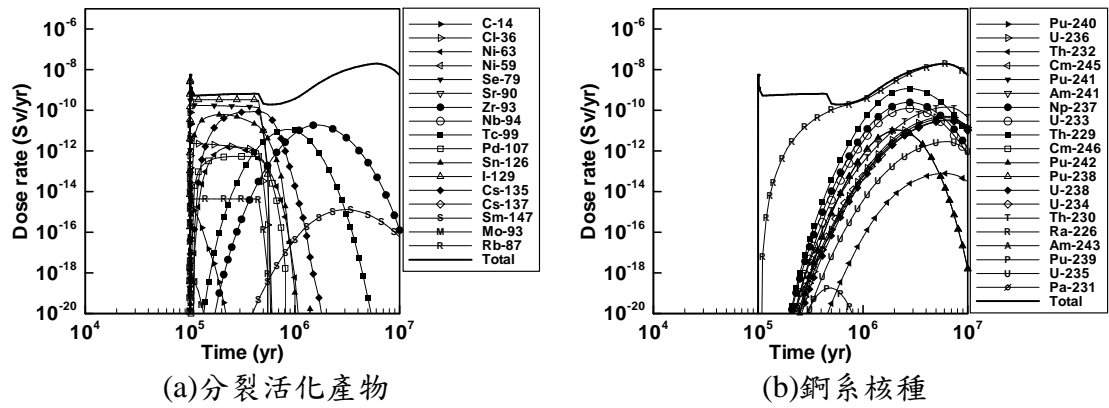 Dose rate (Sv/yr)
10^-6
10^-8
10^-10
10^-12
10^-14
10^-16
10^-18
10^-20
10^4
10^5
10^6
10^7
Time (yr)
C-14
Cl-36
Ni-63
Ni-59
Se-79
Sr-90
Zr-93
Nb-94
Tc-99
Pd-107
Sn-126
I-129
Cs-135
Cs-137
Sm-147
Mo-93
Rb-87
Total
(a)分裂活化產物
Dose rate (Sv/yr)
10^-6
10^-8
10^-10
10^-12
10^-14
10^-16
10^-18
10^-20
10^4
10^5
10^6
10^7
Time (yr)
Pu-240
U-236
Th-232
Cm-245
Pu-241
Am-241
Np-237
U-233
Th-229
Cm-246
Pu-242
Pu-238
U-238
U-234
Th-230
Ra-226
Am-243
Pu-239
U-235
Pa-231
Total
(b)錒系核種